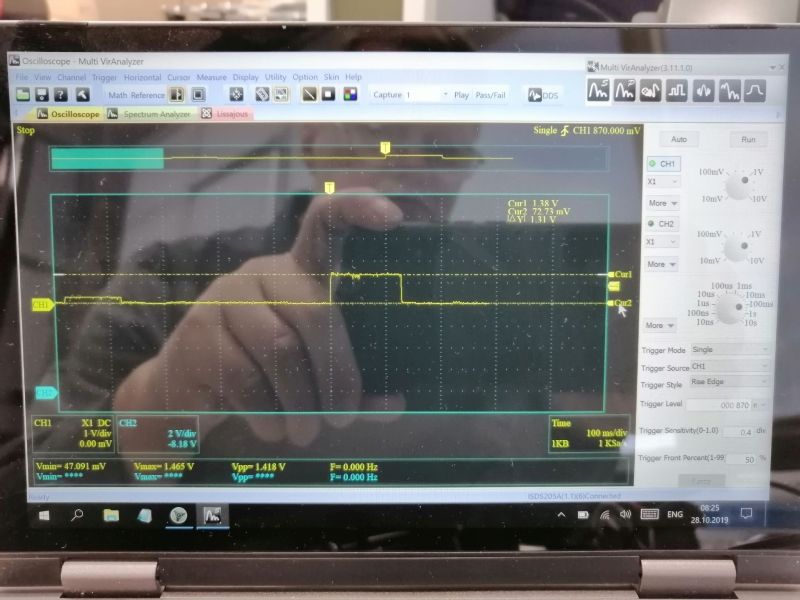 Oscilloscope - Multi VirAnalyzer
Multi VirAnalyzer(3.11.1.0)
File View Channel Trigger Horizontal Cursor Measure Display Utility Option Skin Help
Math Reference Capture 1 Play Pass/Fail DDS
Oscilloscope Spectrum Analyzer Lissajous
Stop
Single CH1 870.000 mV
T
T
Cur1 1.38 V
Cur2 72.73 mV
|△Y| 1.31 V
Cur1
Cur2
CH1
CH2
CH1 X1 DC
1 V/div
0.00 mV
CH2
2 V/div
-8.18 V
Time
100 ms/div
1KB 1 KSa/
Vmin= 47.091 mV Vmax= 1.465 V Vpp= 1.418 V F= 0.000 Hz
Vmin= **** Vmax= **** Vpp= **** F= 0.000 Hz
Auto Run
CH1
X1
100mV 1V
10mV 10V
More
CH2
X1
100mV 1V
10mV 10V
More
100us 1ms
10us 10ms
1us 100ms
100ns 1s
10ns 10s
More
Trigger Mode Single
Trigger Source CH1
Trigger Style Rise Edge
Trigger Level 000 870
Trigger Sensitivity(0-1.0) 0.4 div
Trigger Front Percent(1-99 50 %
Force
Ready
ISDS205A(1.1X6)Connected
ENG
08:25
28.10.2019